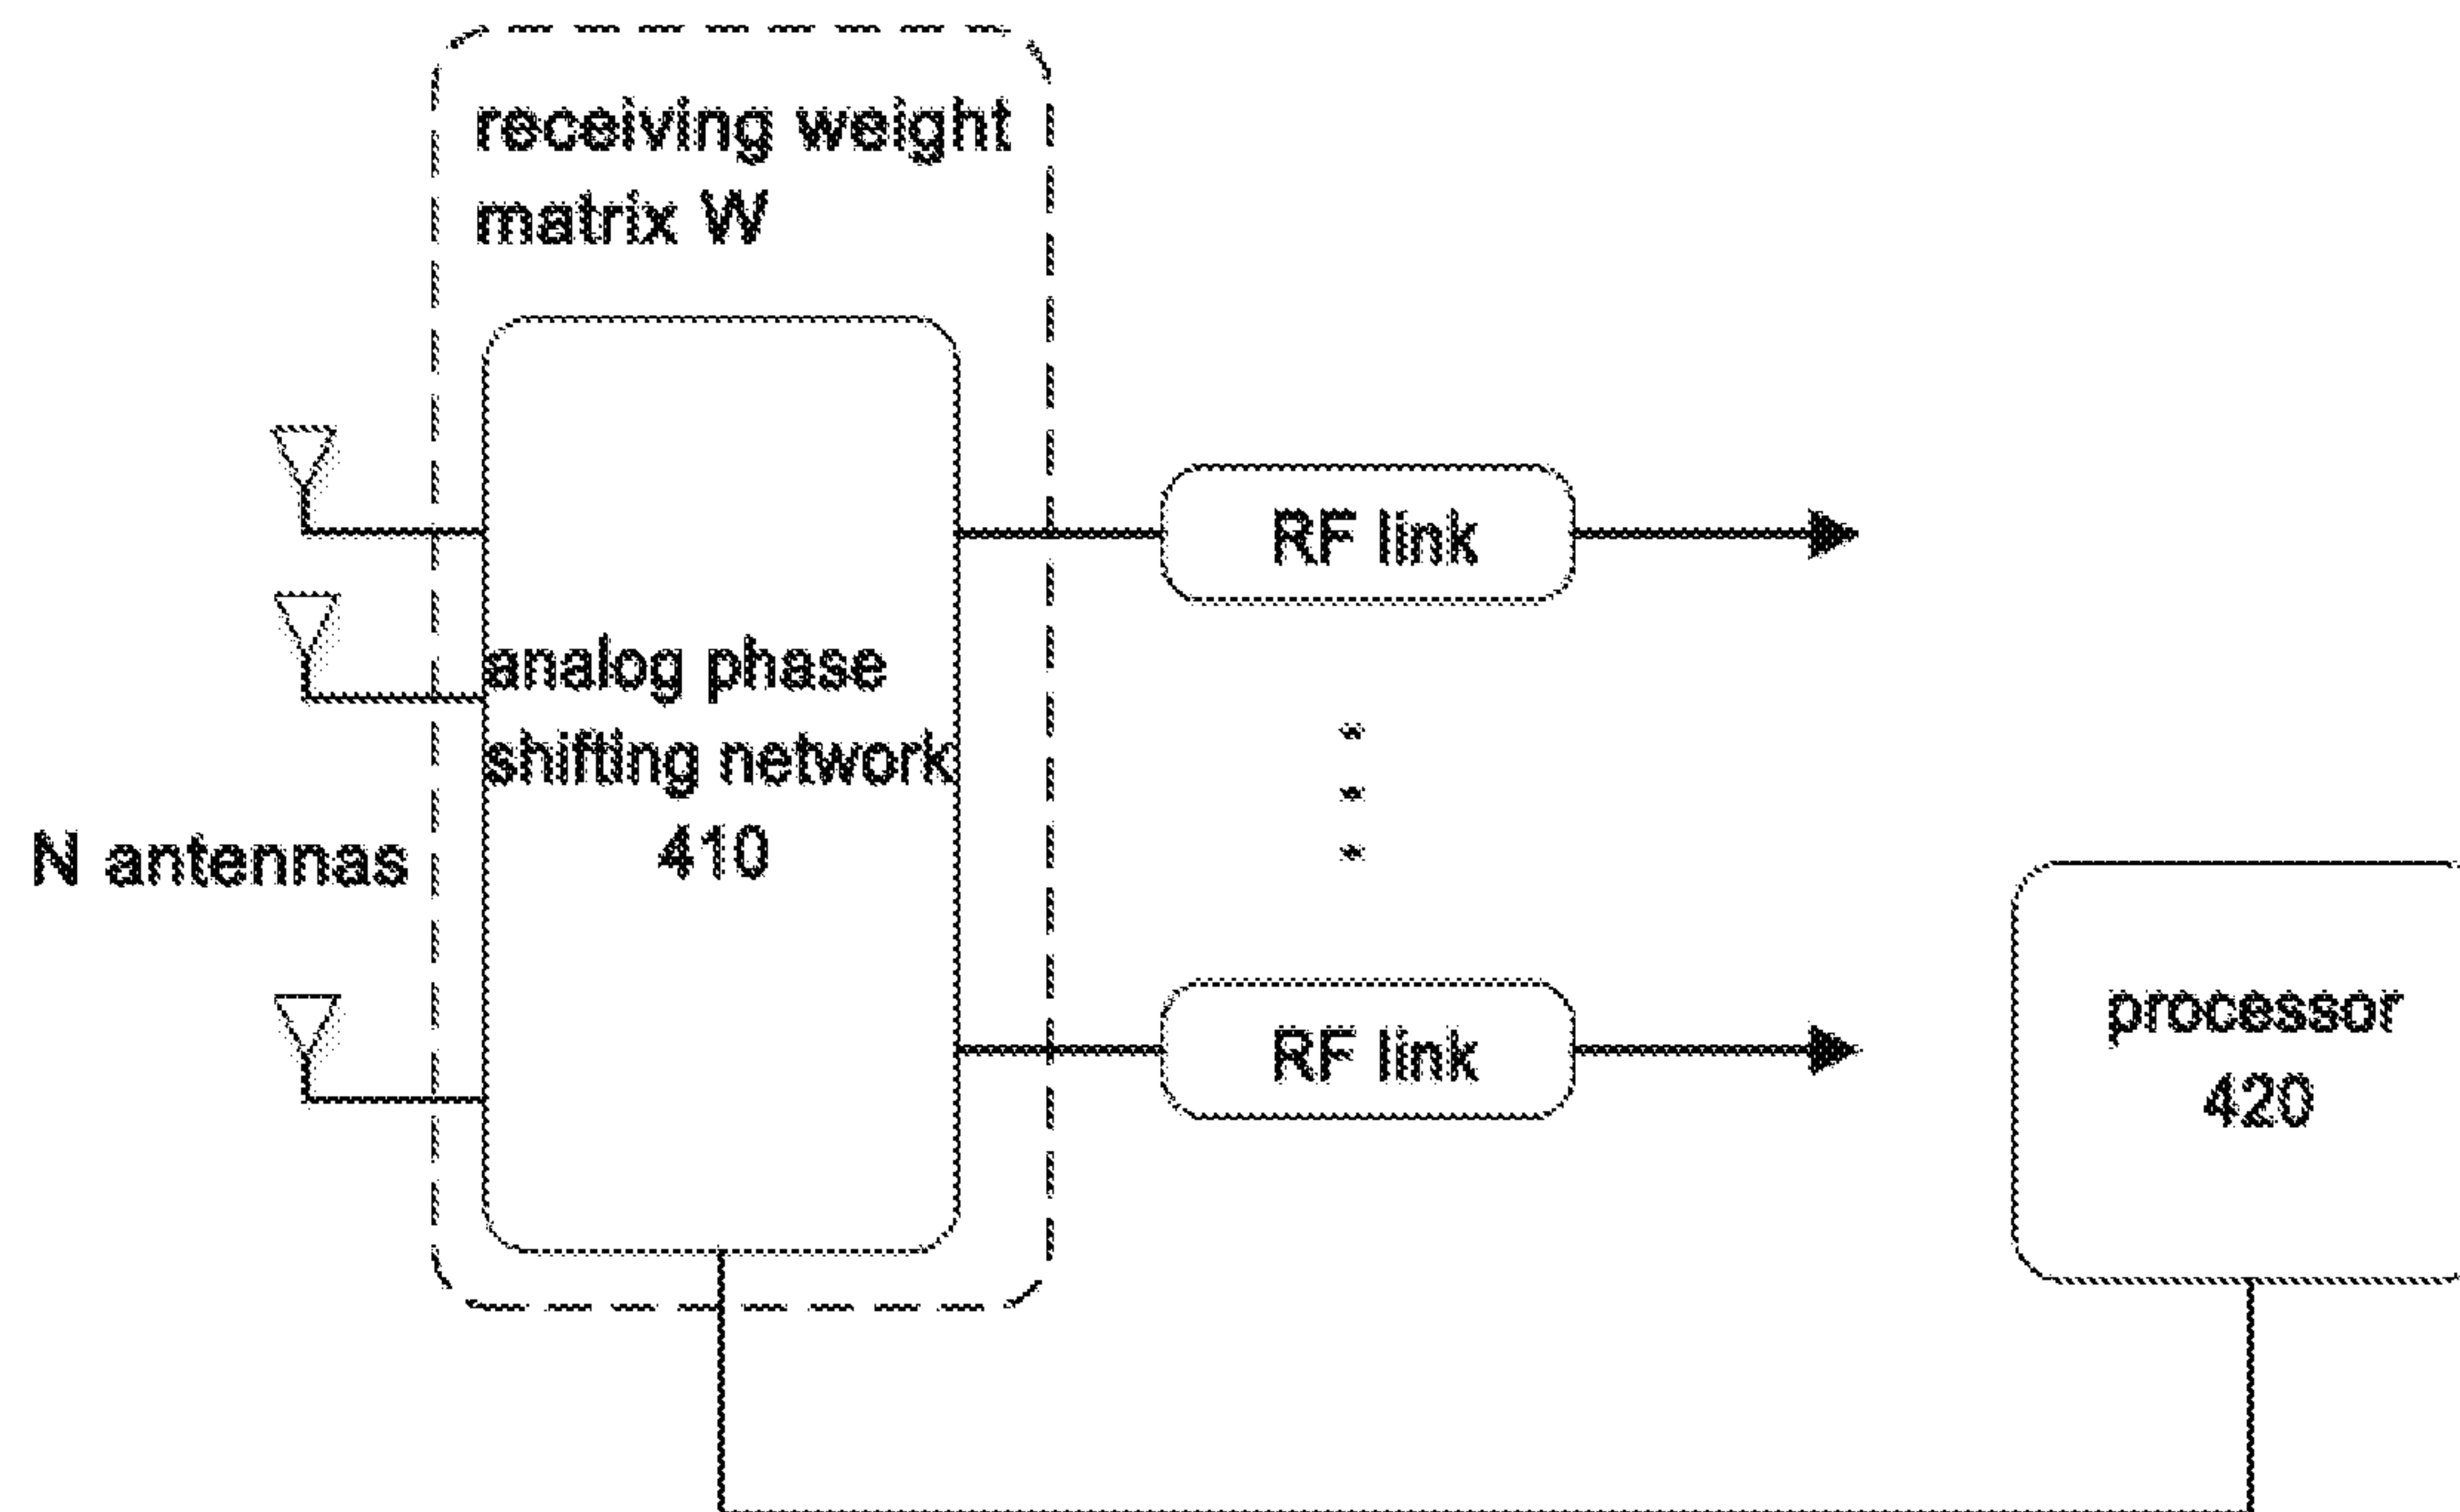 receiving weight
matrix W
RF link
analog phase
shifting network
410
N antennas
RF link
processor
420